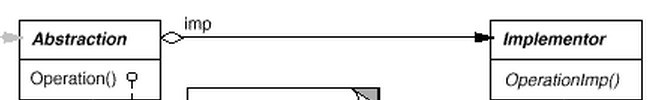 imp
Abstraction
Implementor
Operation()
OperationImp()